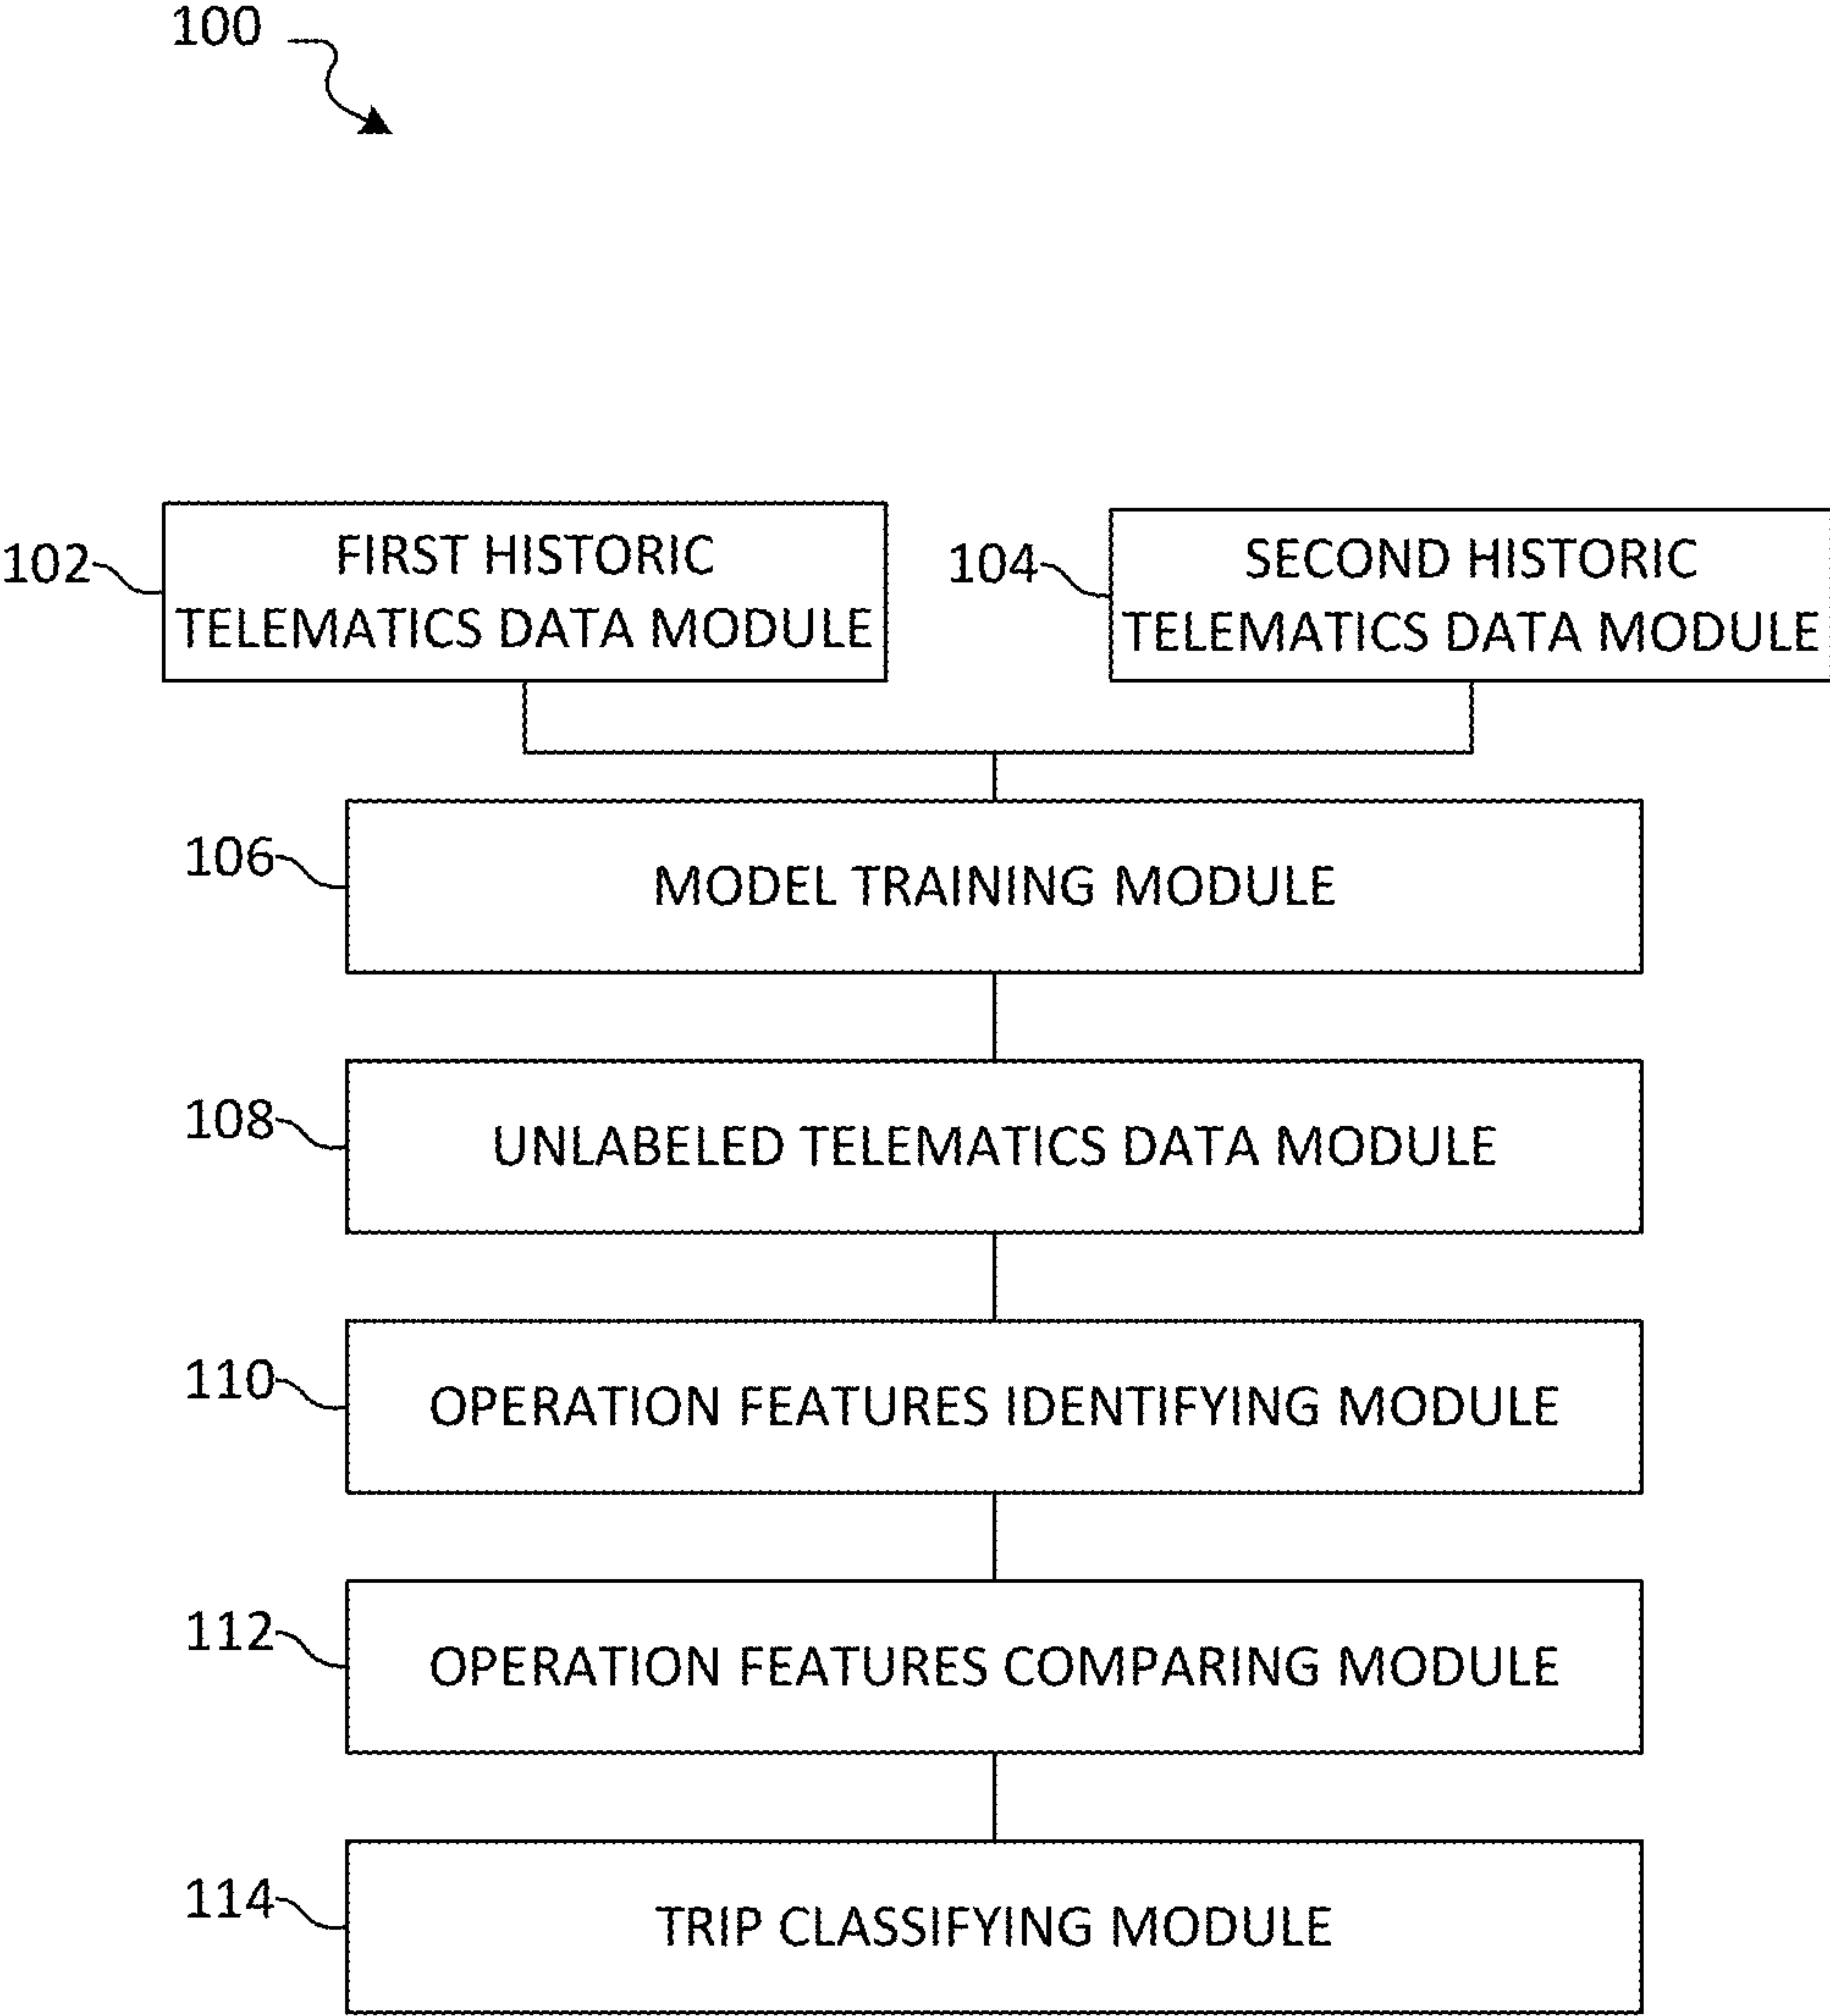 100
102
FIRST HISTORIC
TELEMATICS DATA MODULE
104
SECOND HISTORIC
TELEMATICS DATA MODULE
106
MODEL TRAINING MODULE
108
UNLABELED TELEMATICS DATA MODULE
110
OPERATION FEATURES IDENTIFYING MODULE
112
OPERATION FEATURES COMPARING MODULE
114
TRIP CLASSIFYING MODULE